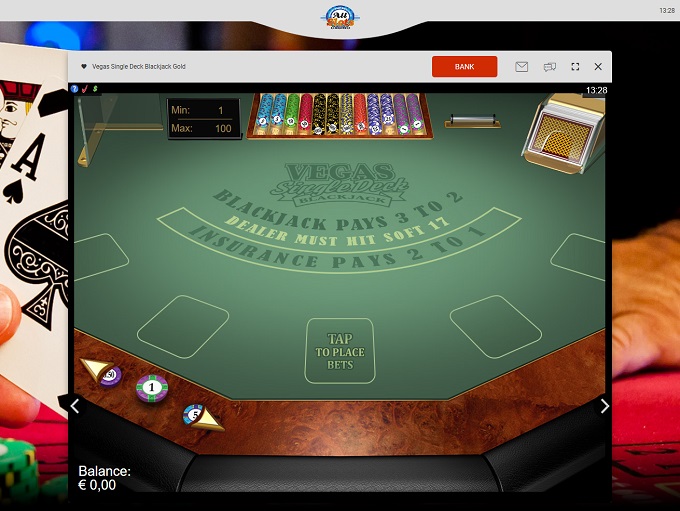 All
Slots
13:28
Vegas Single Deck Blackjack Gold
BANK
13:28
Min: 1
Max: 100
VEGAS
Single Deck
BLACKJACK
BLACKJACK PAYS 3 TO 2
DEALER MUST HIT SOFT 17
INSURANCE PAYS 2 TO 1
TAP
TO PLACE
BETS
A
1
5
Balance:
€ 0,00